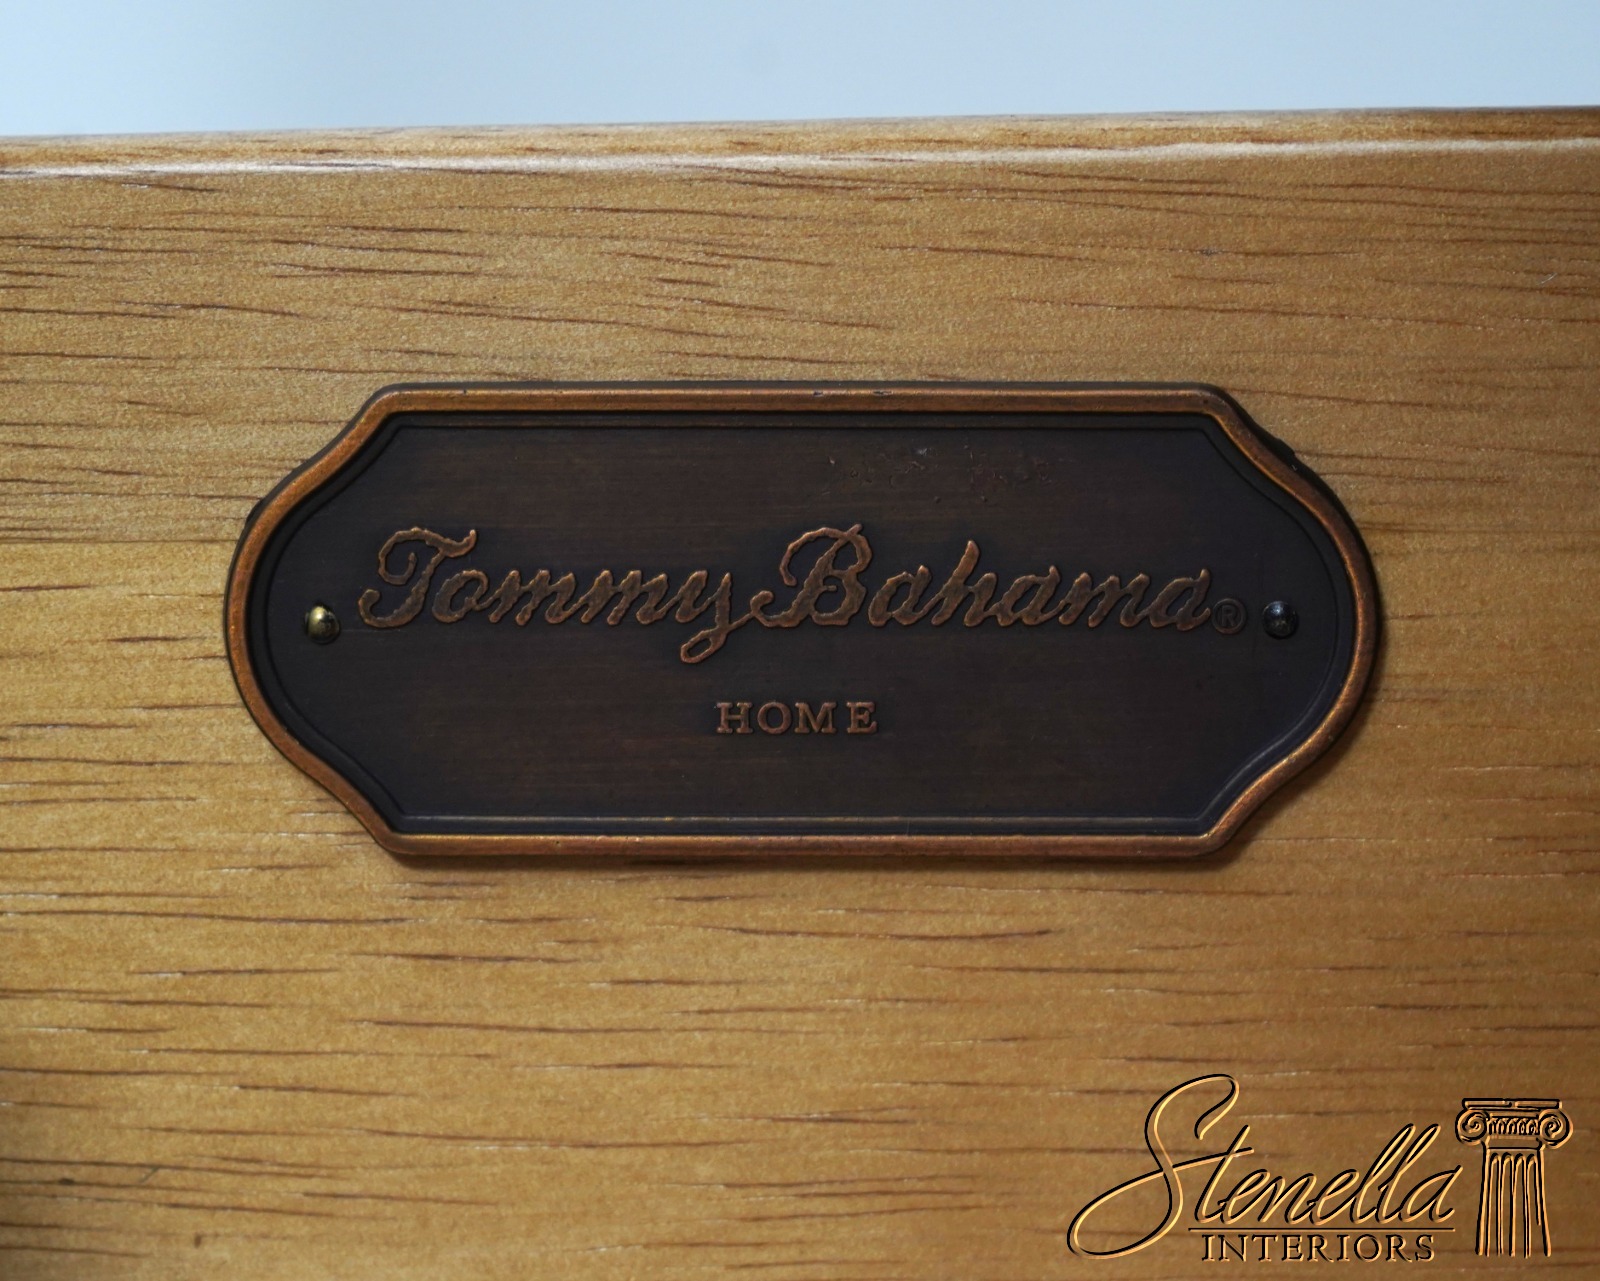 Tommy Bahama®
HOME
Stenella
INTERIORS